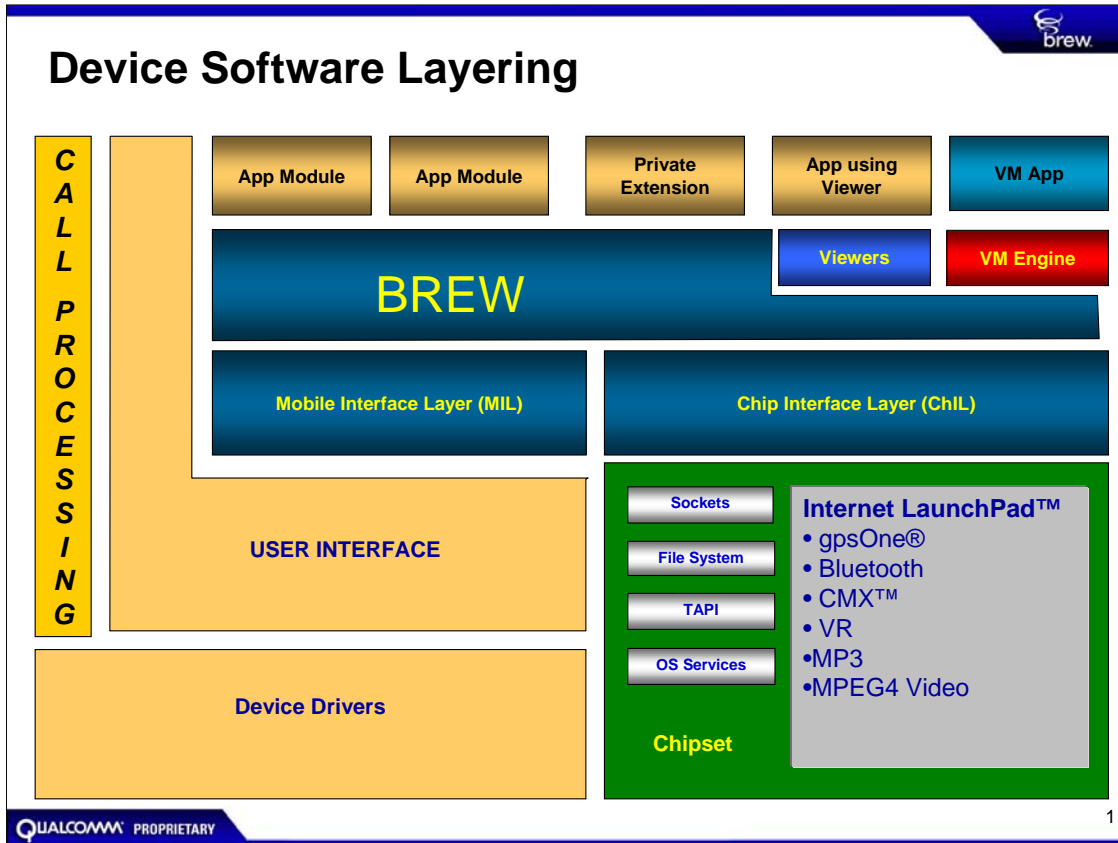 brew.
Device Software Layering
CALL PROCESSING
App Module
App Module
Private
Extension
App using
Viewer
VM App
BREW
Viewers
VM Engine
Mobile Interface Layer (MIL)
Chip Interface Layer (ChIL)
USER INTERFACE
Device Drivers
Sockets
File System
TAPI
OS Services
Chipset
Internet LaunchPad™
• gpsOne®
• Bluetooth
• CMX™
• VR
•MP3
•MPEG4 Video
QUALCOMM PROPRIETARY
1